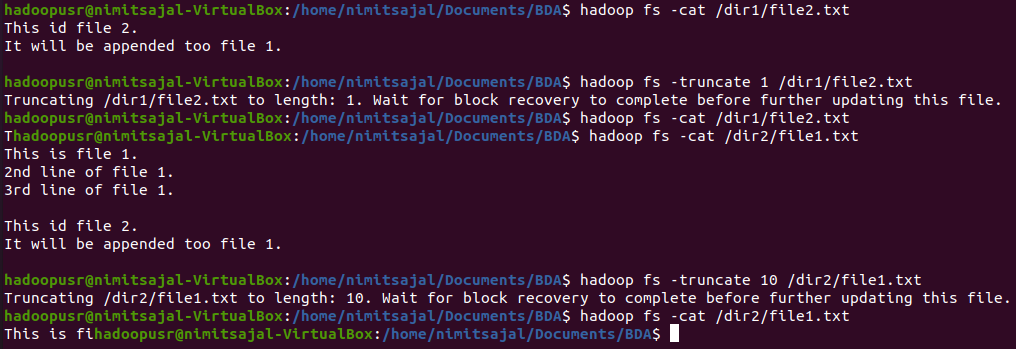 hadoopusr@nimitsajal-VirtualBox:/home/nimitsajal/Documents/BDA$ hadoop fs -cat /dir1/file2.txt
This id file 2.
It will be appended too file 1.

hadoopusr@nimitsajal-VirtualBox:/home/nimitsajal/Documents/BDA$ hadoop fs -truncate 1 /dir1/file2.txt
Truncating /dir1/file2.txt to length: 1. Wait for block recovery to complete before further updating this file.
hadoopusr@nimitsajal-VirtualBox:/home/nimitsajal/Documents/BDA$ hadoop fs -cat /dir1/file2.txt
Thadoopusr@nimitsajal-VirtualBox:/home/nimitsajal/Documents/BDA$ hadoop fs -cat /dir2/file1.txt
This is file 1.
2nd line of file 1.
3rd line of file 1.

This id file 2.
It will be appended too file 1.

hadoopusr@nimitsajal-VirtualBox:/home/nimitsajal/Documents/BDA$ hadoop fs -truncate 10 /dir2/file1.txt
Truncating /dir2/file1.txt to length: 10. Wait for block recovery to complete before further updating this file.
hadoopusr@nimitsajal-VirtualBox:/home/nimitsajal/Documents/BDA$ hadoop fs -cat /dir2/file1.txt
This is fihadoopusr@nimitsajal-VirtualBox:/home/nimitsajal/Documents/BDA$